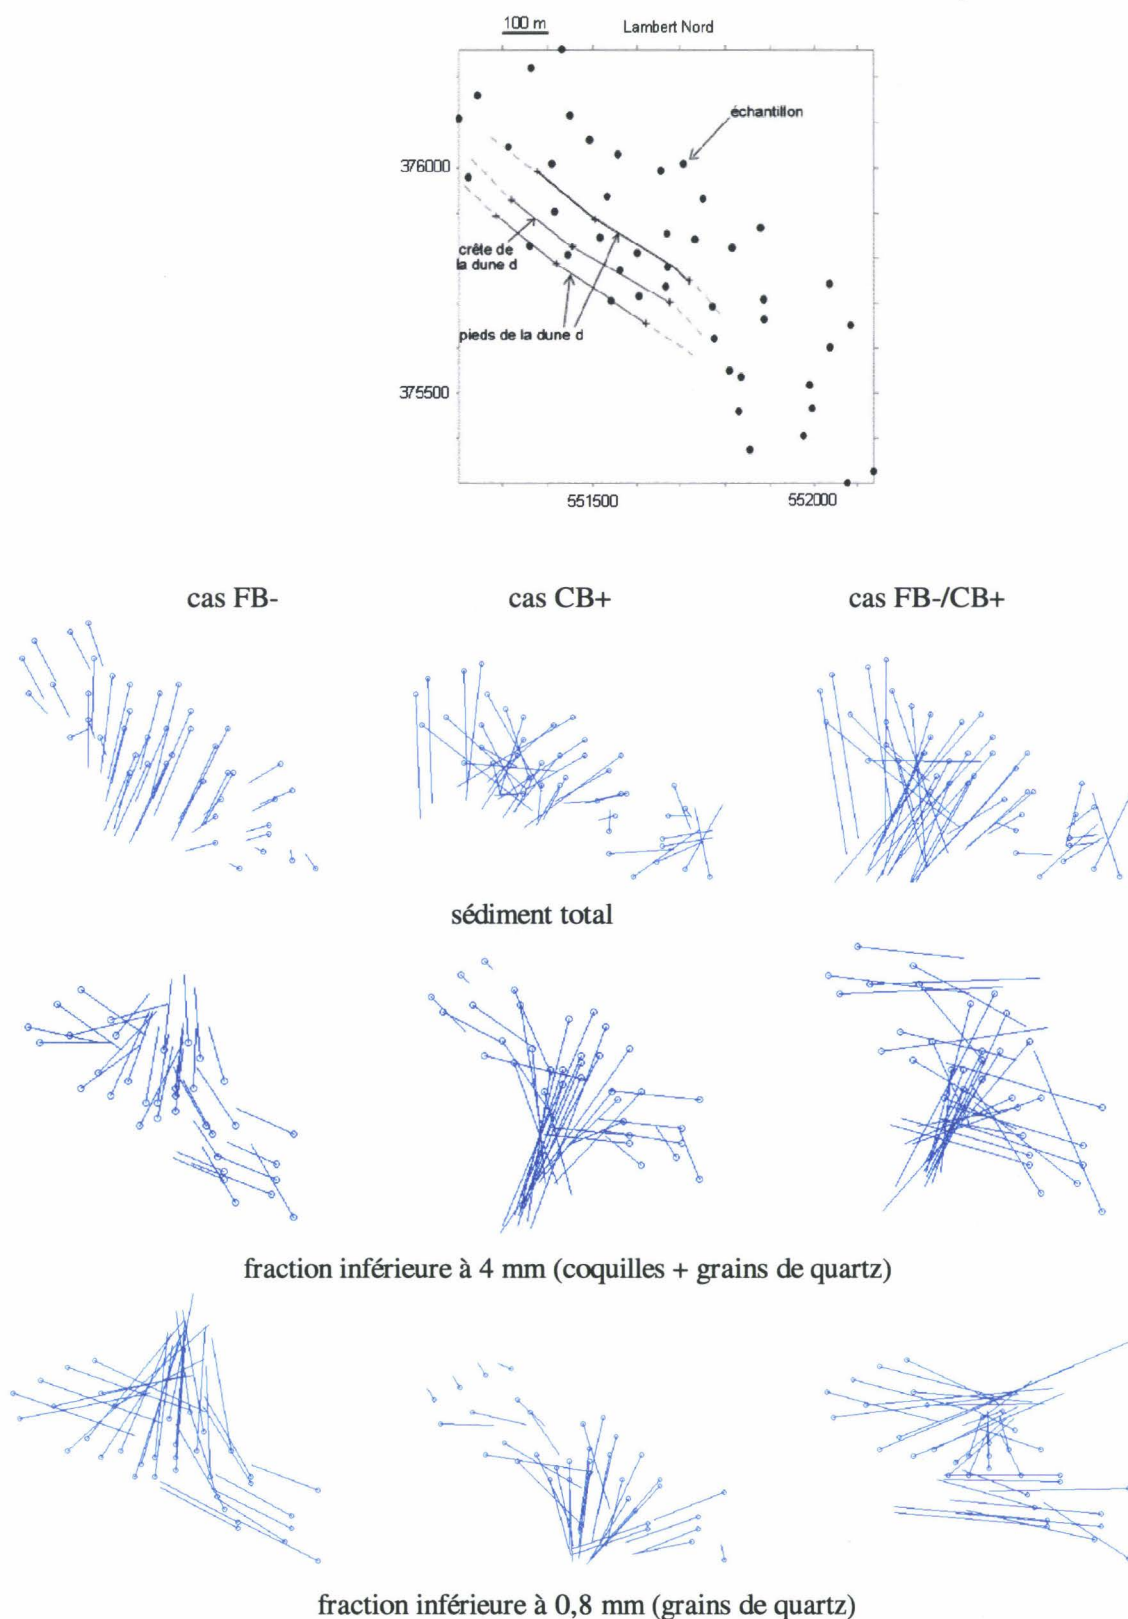 100 m
Lambert Nord
échantillon
376000
crête de
la dune d
pieds de la dune d
375500
551500
552000
cas FB-
cas CB+
cas FB-/CB+
sédiment total
fraction inférieure à 4 mm (coquilles + grains de quartz)
fraction inférieure à 0,8 mm (grains de quartz)